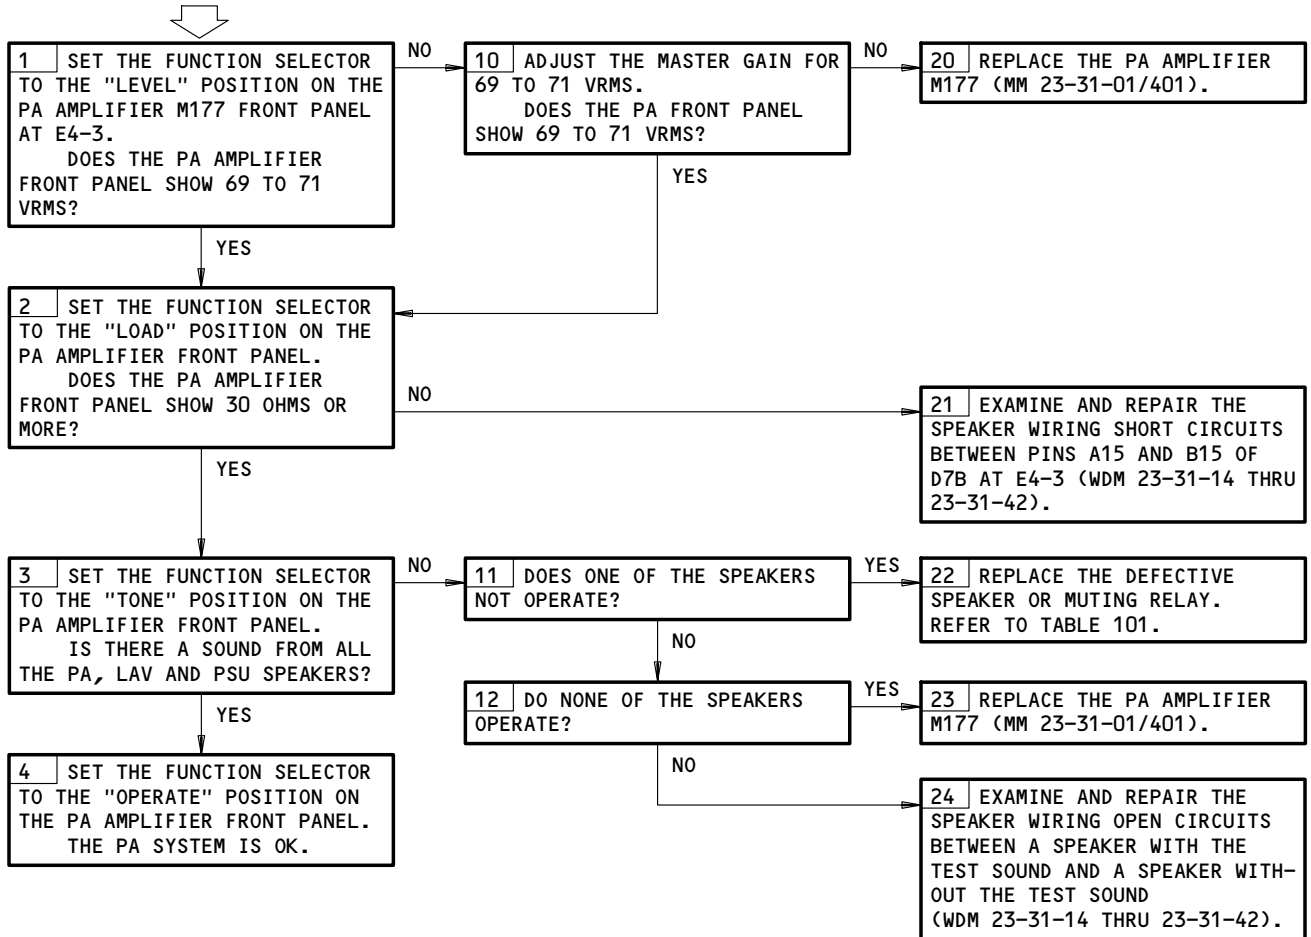 1 SET THE FUNCTION SELECTOR
TO THE "LEVEL" POSITION ON THE
PA AMPLIFIER M177 FRONT PANEL
AT E4-3.
DOES THE PA AMPLIFIER
FRONT PANEL SHOW 69 TO 71
VRMS?
NO
10 ADJUST THE MASTER GAIN FOR
69 TO 71 VRMS.
DOES THE PA FRONT PANEL
SHOW 69 TO 71 VRMS?
NO
20 REPLACE THE PA AMPLIFIER
M177 (MM 23-31-01/401).
YES
YES
2 SET THE FUNCTION SELECTOR
TO THE "LOAD" POSITION ON THE
PA AMPLIFIER FRONT PANEL.
DOES THE PA AMPLIFIER
FRONT PANEL SHOW 30 OHMS OR
MORE?
NO
21 EXAMINE AND REPAIR THE
SPEAKER WIRING SHORT CIRCUITS
BETWEEN PINS A15 AND B15 OF
D7B AT E4-3 (WDM 23-31-14 THRU
23-31-42).
YES
3 SET THE FUNCTION SELECTOR
TO THE "TONE" POSITION ON THE
PA AMPLIFIER FRONT PANEL.
IS THERE A SOUND FROM ALL
THE PA, LAV AND PSU SPEAKERS?
NO
11 DOES ONE OF THE SPEAKERS
NOT OPERATE?
YES
22 REPLACE THE DEFECTIVE
SPEAKER OR MUTING RELAY.
REFER TO TABLE 101.
NO
12 DO NONE OF THE SPEAKERS
OPERATE?
YES
23 REPLACE THE PA AMPLIFIER
M177 (MM 23-31-01/401).
YES
4 SET THE FUNCTION SELECTOR
TO THE "OPERATE" POSITION ON
THE PA AMPLIFIER FRONT PANEL.
THE PA SYSTEM IS OK.
NO
24 EXAMINE AND REPAIR THE
SPEAKER WIRING OPEN CIRCUITS
BETWEEN A SPEAKER WITH THE
TEST SOUND AND A SPEAKER WITH-
OUT THE TEST SOUND
(WDM 23-31-14 THRU 23-31-42).